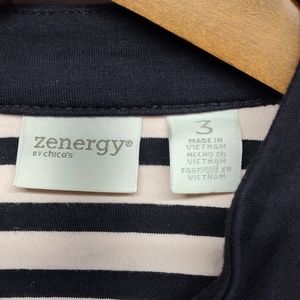 zenergy®
BY chico's
3
MADE IN
VIETNAM
HECHO EN
VIETNAM
FABRIQUÉ EN
VIETNAM